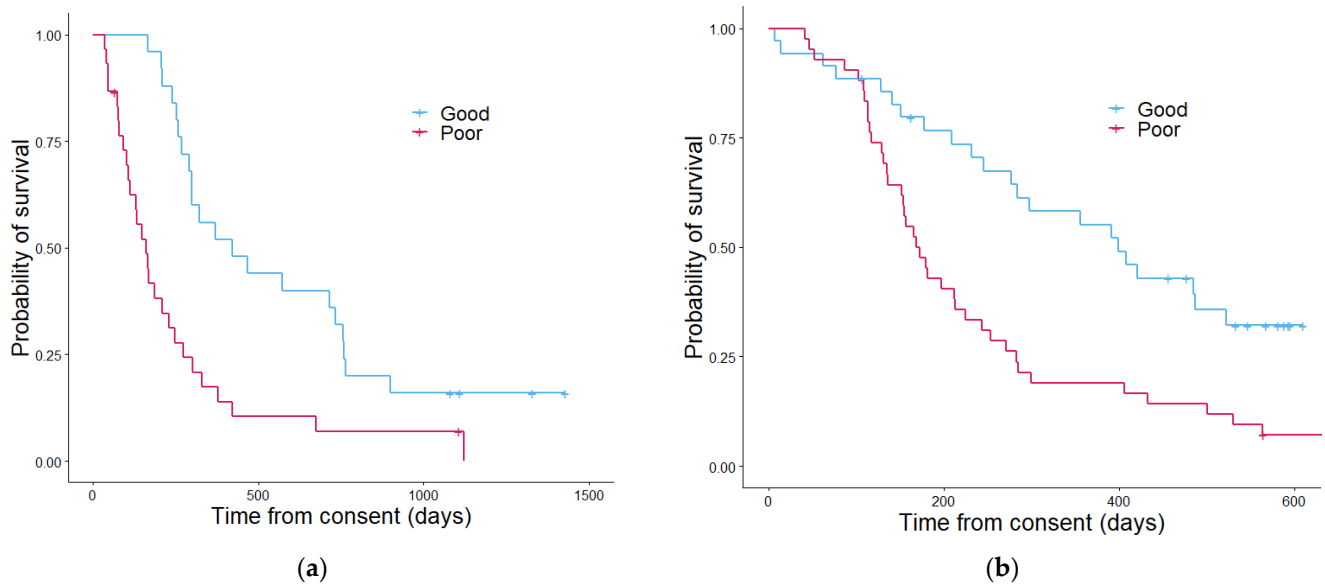 Probability of survival
1.00
0.75
0.50
0.25
0.00
Good
Poor
0
500
1000
1500
Time from consent (days)
(a)
Probability of survival
1.00
0.75
0.50
0.25
0.00
Good
Poor
0
200
400
600
Time from consent (days)
(b)